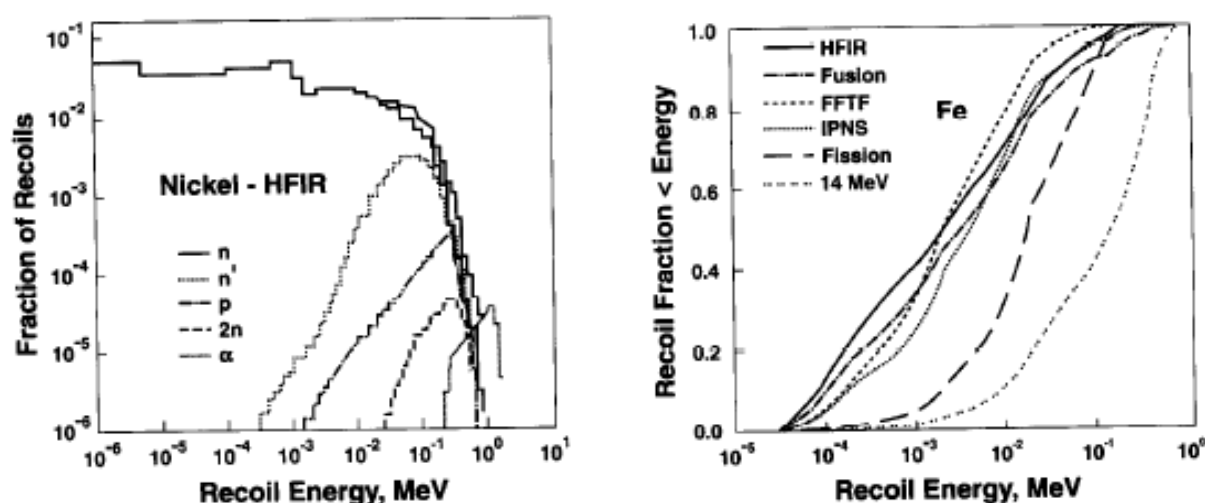 10⁻¹
10⁻²
10⁻³
10⁻⁴
10⁻⁵
10⁻⁶
Fraction of Recoils
Nickel - HFIR
n
n'
p
2n
α
10⁻⁶ 10⁻⁵ 10⁻⁴ 10⁻³ 10⁻² 10⁻¹ 10⁰ 10¹
Recoil Energy, MeV
1.0
0.8
0.6
0.4
0.2
0.0
Recoil Fraction < Energy
HFIR
Fusion
FFTF
IPNS
Fission
14 MeV
Fe
10⁻⁵ 10⁻⁴ 10⁻³ 10⁻² 10⁻¹ 10⁰
Recoil Energy, MeV